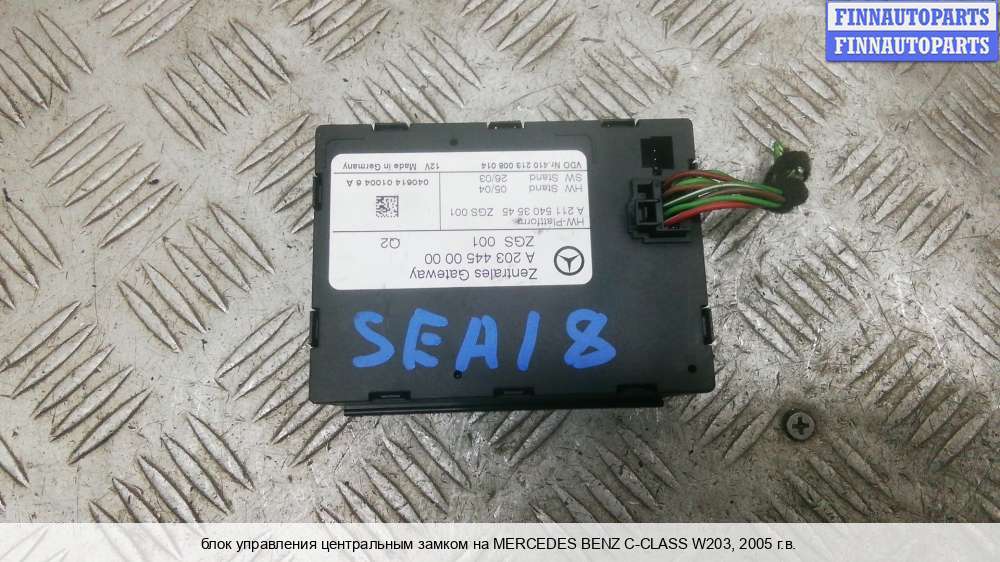 FINNAUTOPARTS
FINNAUTOPARTS
Zentrales Gateway
A 203 445 00 00
ZGS 001
Q2
HW-Plattform
A 211 540 35 45 ZGS 001
HW Stand 05/04
SW Stand 26/03
040614 01004 8 A
VDO Nr.410 213 008 014
12V Made in Germany
SEA18
блок управления центральным замком на MERCEDES BENZ C-CLASS W203, 2005 г.в.